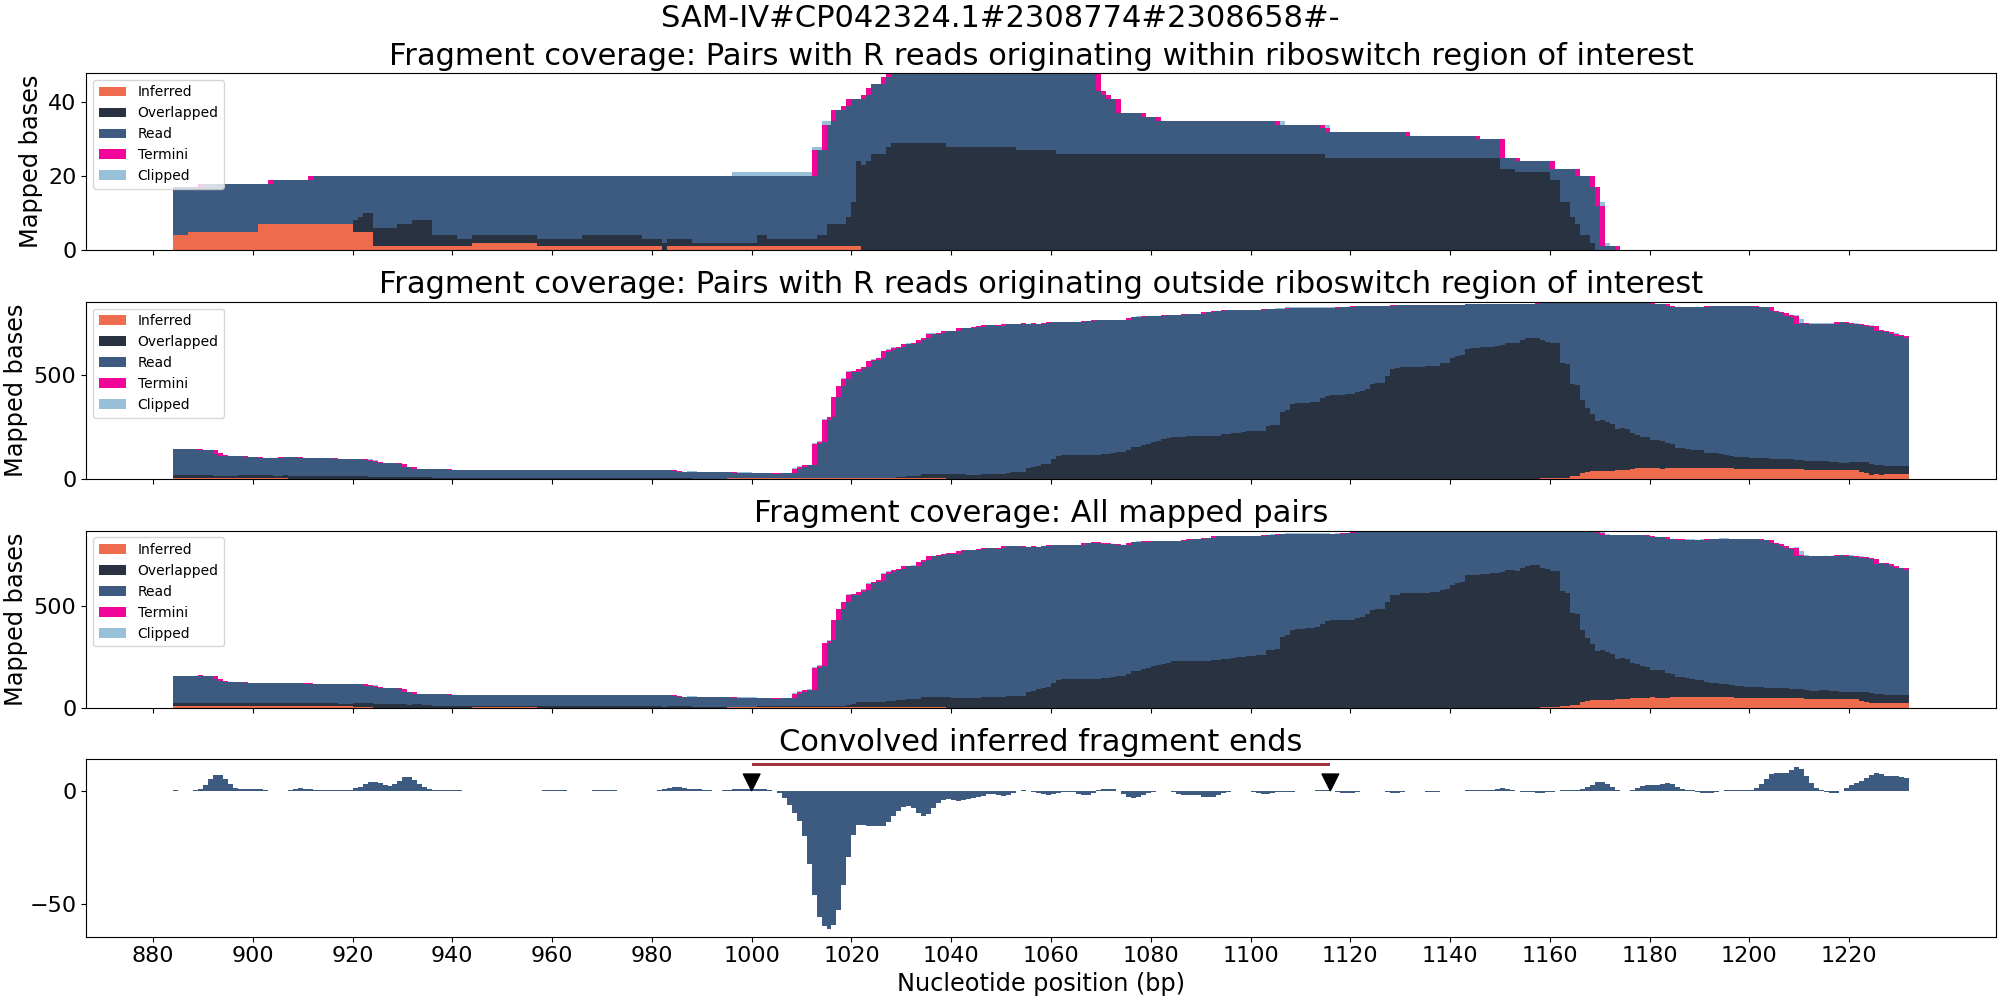 SAM-IV#CP042324.1#2308774#2308658#-
Fragment coverage: Pairs with R reads originating within riboswitch region of interest
Mapped bases
40
20
0
Inferred
Overlapped
Read
Termini
Clipped
Fragment coverage: Pairs with R reads originating outside riboswitch region of interest
Mapped bases
500
0
Inferred
Overlapped
Read
Termini
Clipped
Fragment coverage: All mapped pairs
Mapped bases
500
0
Inferred
Overlapped
Read
Termini
Clipped
Convolved inferred fragment ends
0
−50
880 900 920 940 960 980 1000 1020 1040 1060 1080 1100 1120 1140 1160 1180 1200 1220
Nucleotide position (bp)